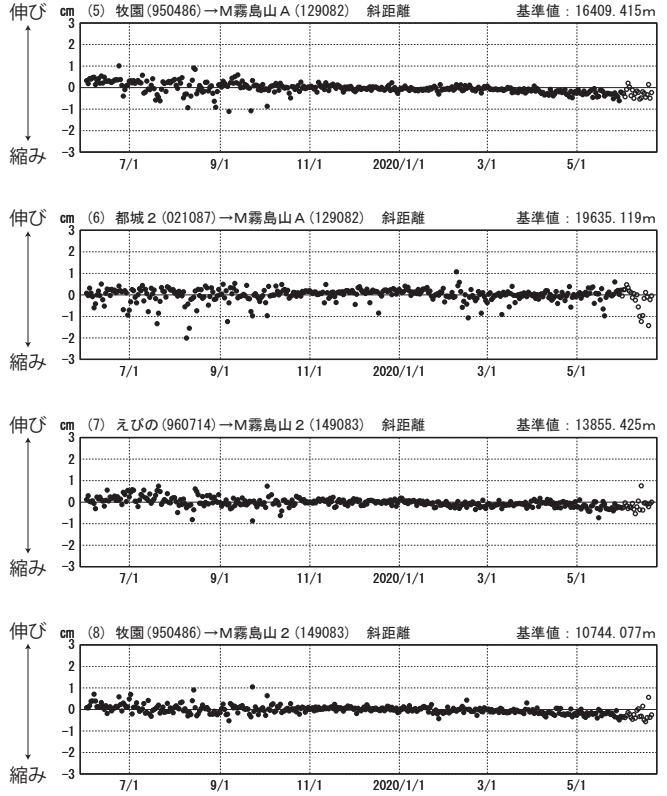 伸び cm (5) 牧園(950486)→M霧島山A(129082) 斜距離 基準値：16409.415m
3
2
1
0
-1
-2
縮み -3
7/1 9/1 11/1 2020/1/1 3/1 5/1
伸び cm (6) 都城2(021087)→M霧島山A(129082) 斜距離 基準値：19635.119m
3
2
1
0
-1
-2
縮み -3
7/1 9/1 11/1 2020/1/1 3/1 5/1
伸び cm (7) えびの(960714)→M霧島山2(149083) 斜距離 基準値：13855.425m
3
2
1
0
-1
-2
縮み -3
7/1 9/1 11/1 2020/1/1 3/1 5/1
伸び cm (8) 牧園(950486)→M霧島山2(149083) 斜距離 基準値：10744.077m
3
2
1
0
-1
-2
縮み -3
7/1 9/1 11/1 2020/1/1 3/1 5/1